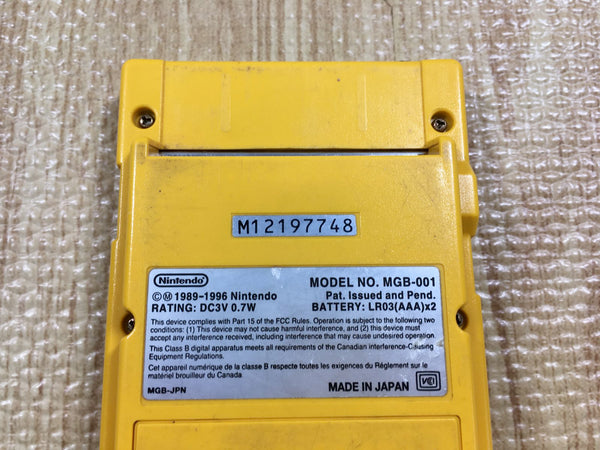 M12197748
Nintendo
©Ⓜ 1989-1996 Nintendo
RATING: DC3V 0.7W
MODEL NO. MGB-001
Pat. Issued and Pend.
BATTERY: LR03(AAA)x2
This device complies with Part 15 of the FCC Rules. Operation is subject to the following two
conditions: (1) This device may not cause harmful interference, and (2) this device must
accept any interference received, including interference that may cause undesired operation.
This Class B digital apparatus meets all requirements of the Canadian Interference-Causing
Equipment Regulations.
Cet appareil numérique de la classe B respecte toutes les exigences du Règlement sur le
matériel brouilleur du Canada.
MGB-JPN
MADE IN JAPAN
VCI